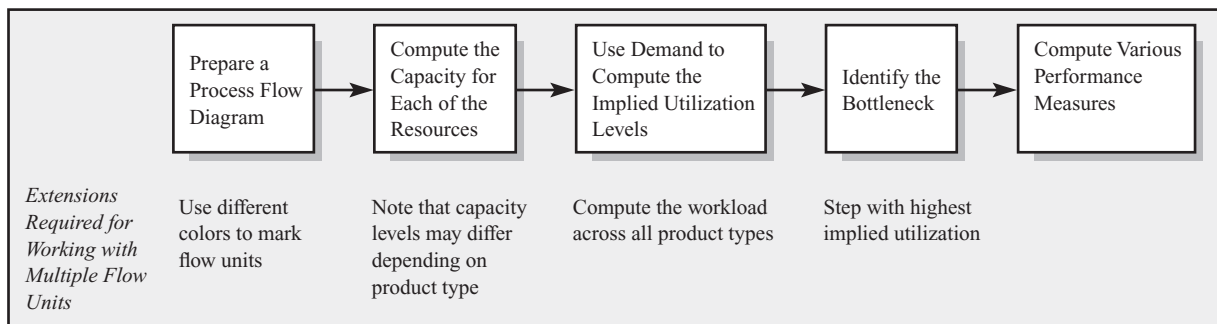 Prepare a
Process Flow
Diagram
Compute the
Capacity for
Each of the
Resources
Use Demand to
Compute the
Implied Utilization
Levels
Identify the
Bottleneck
Compute Various
Performance
Measures
Extensions
Required for
Working with
Multiple Flow
Units
Use different
colors to mark
flow units
Note that capacity
levels may differ
depending on
product type
Compute the workload
across all product types
Step with highest
implied utilization